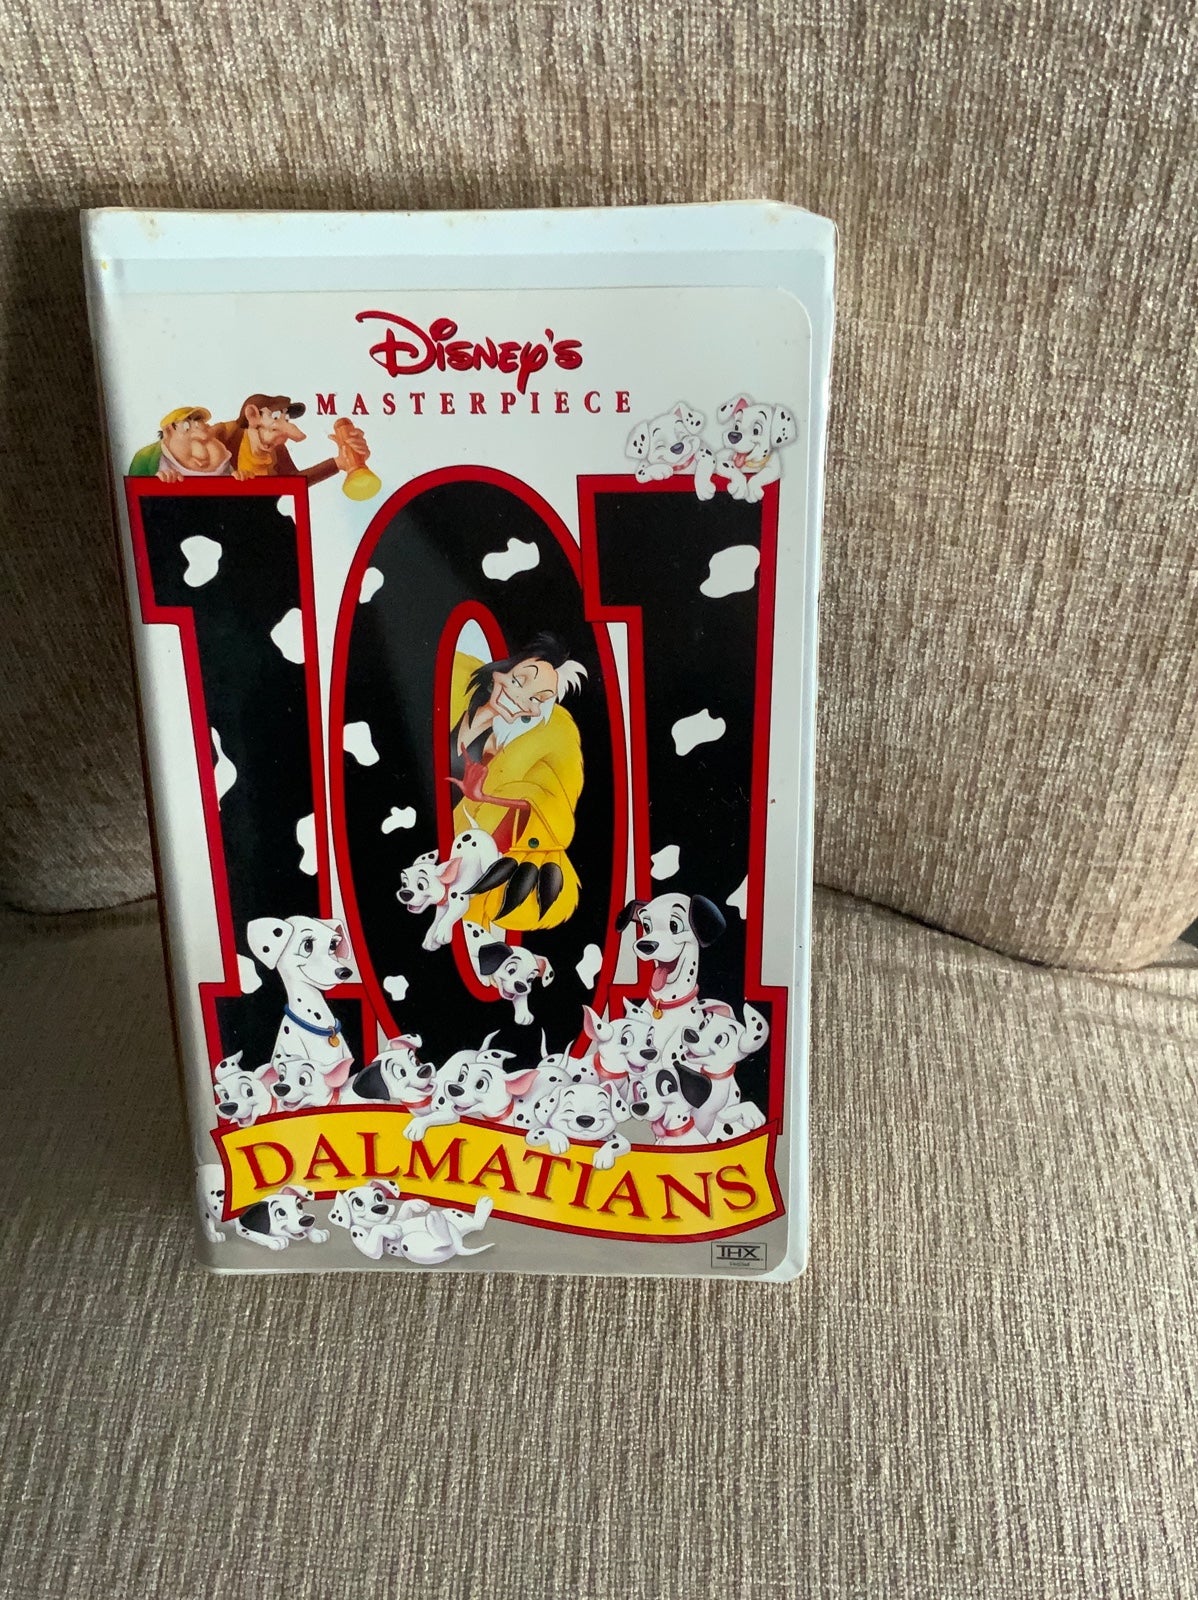 Disney's
MASTERPIECE
101
DALMATIANS
THX